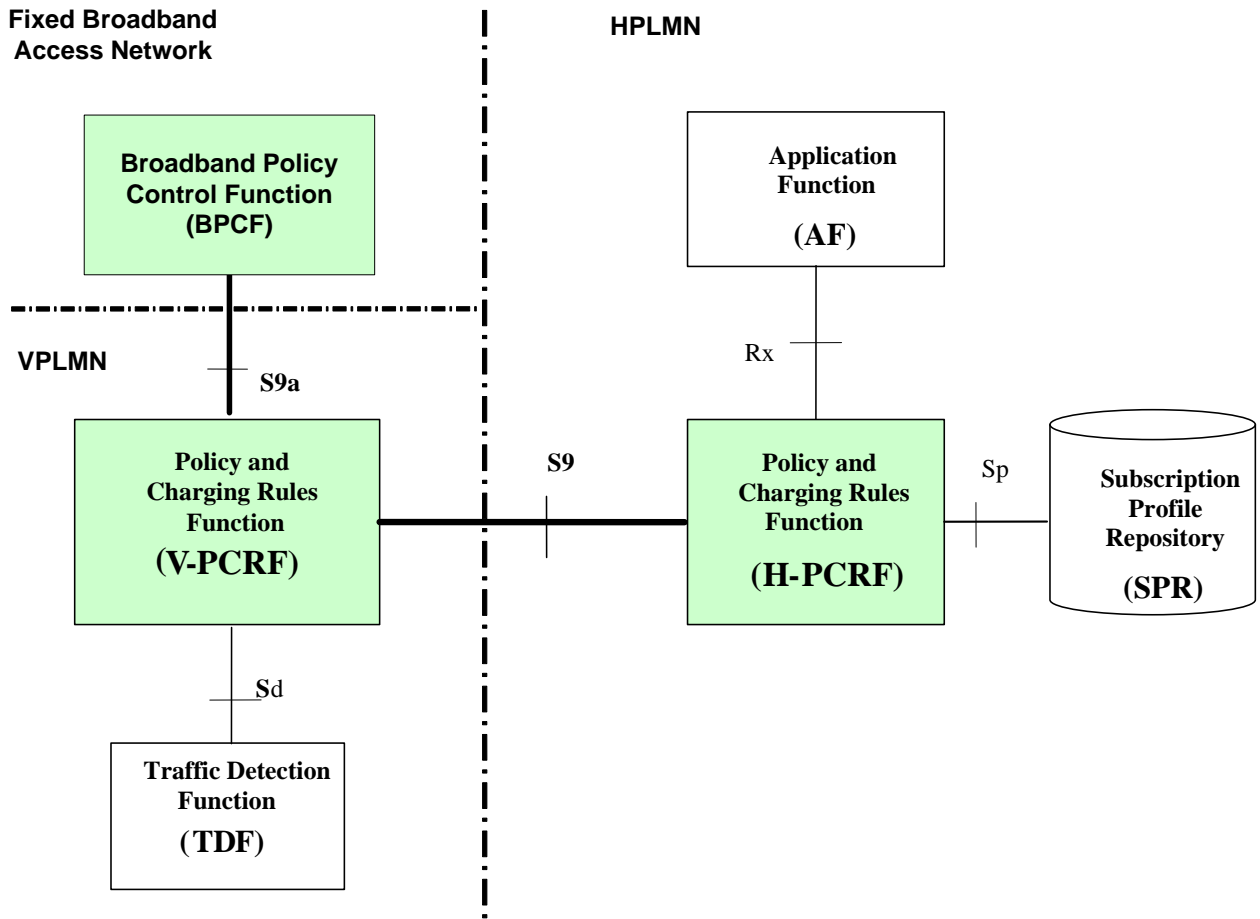 Fixed Broadband
Access Network
HPLMN
Broadband Policy
Control Function
(BPCF)
Application
Function
(AF)
VPLMN
S9a
Rx
Policy and
Charging Rules
Function
(V-PCRF)
S9
Policy and
Charging Rules
Function
(H-PCRF)
Sp
Subscription
Profile
Repository
(SPR)
Sd
Traffic Detection
Function
(TDF)